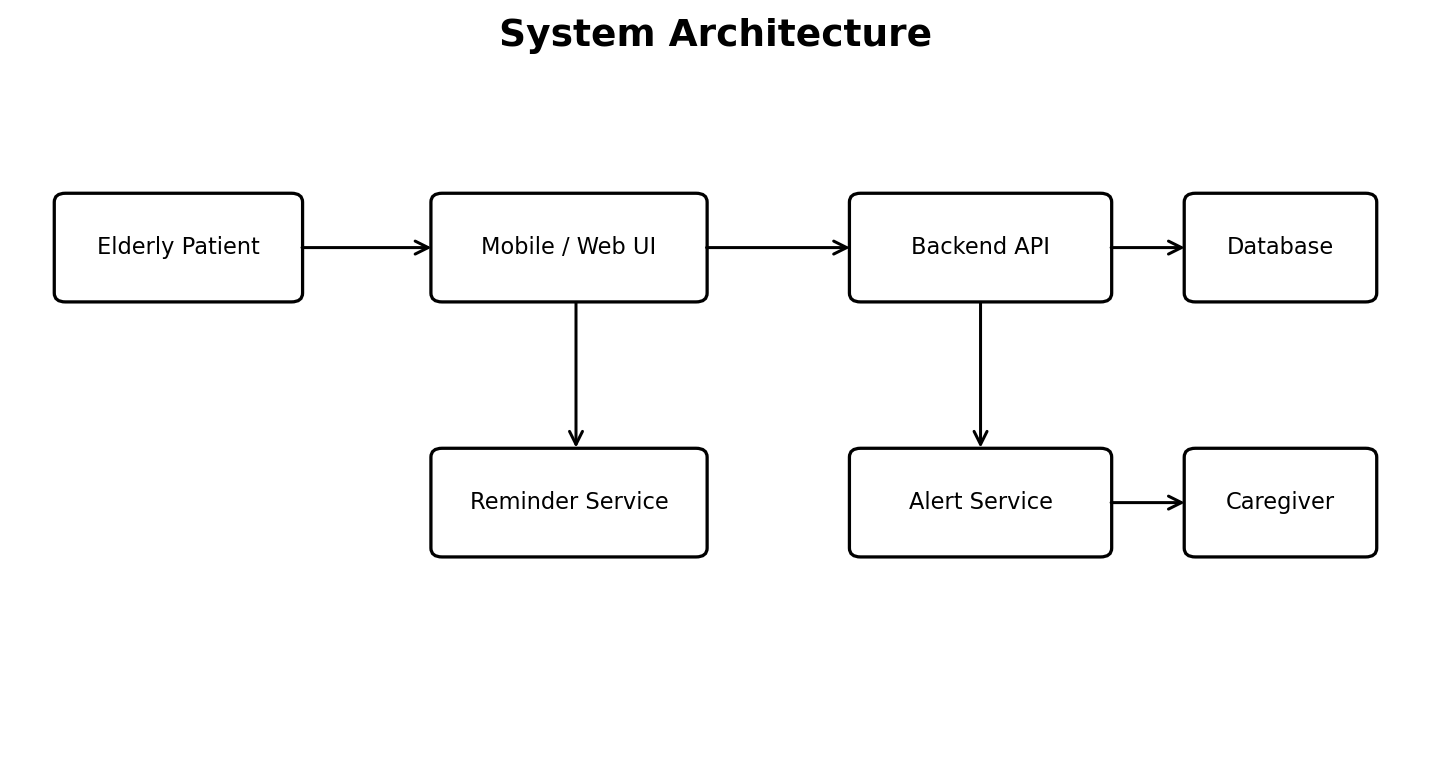 System Architecture
Elderly Patient
Mobile / Web UI
Backend API
Database
Reminder Service
Alert Service
Caregiver